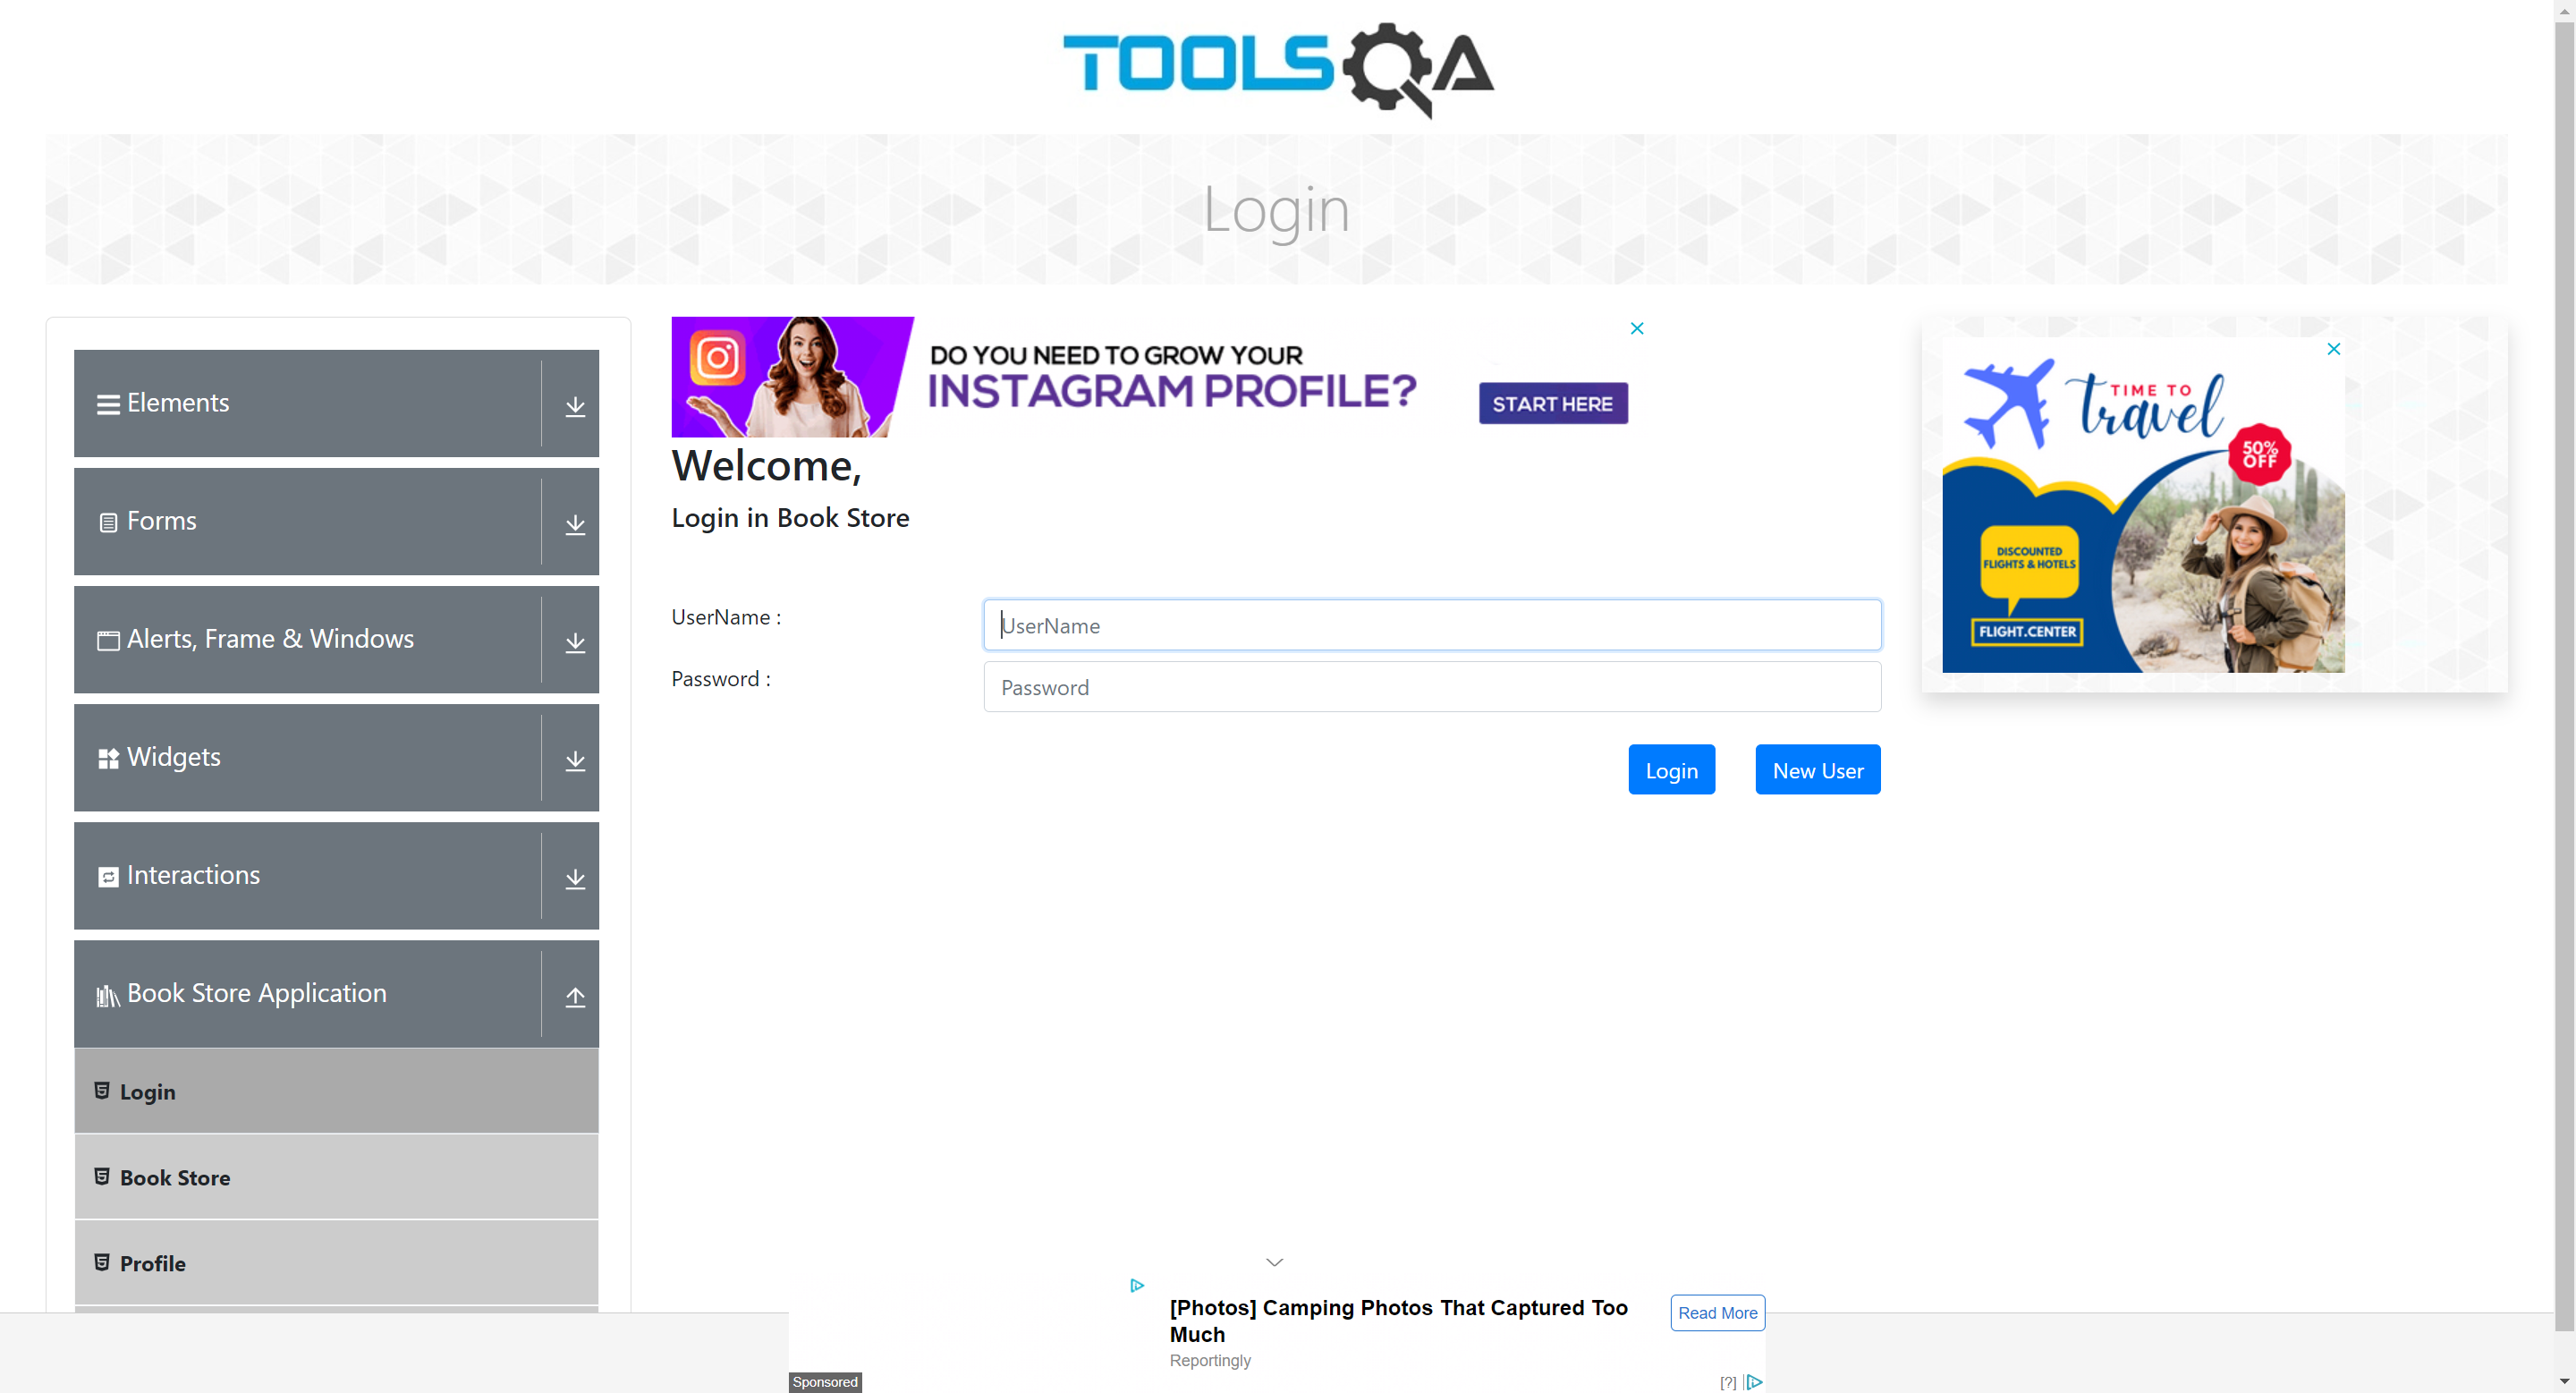 TOOLSQA
Login
Elements
Forms
Alerts, Frame & Windows
Widgets
Interactions
Book Store Application
Login
Book Store
Profile
DO YOU NEED TO GROW YOUR
INSTAGRAM PROFILE?
START HERE
Welcome,
Login in Book Store
UserName :
UserName
Password :
Password
Login
New User
TIME TO
travel
50%
OFF
DISCOUNTED
FLIGHTS & HOTELS
FLIGHT.CENTER
[Photos] Camping Photos That Captured Too
Much
Reportingly
Read More
Sponsored
[?]